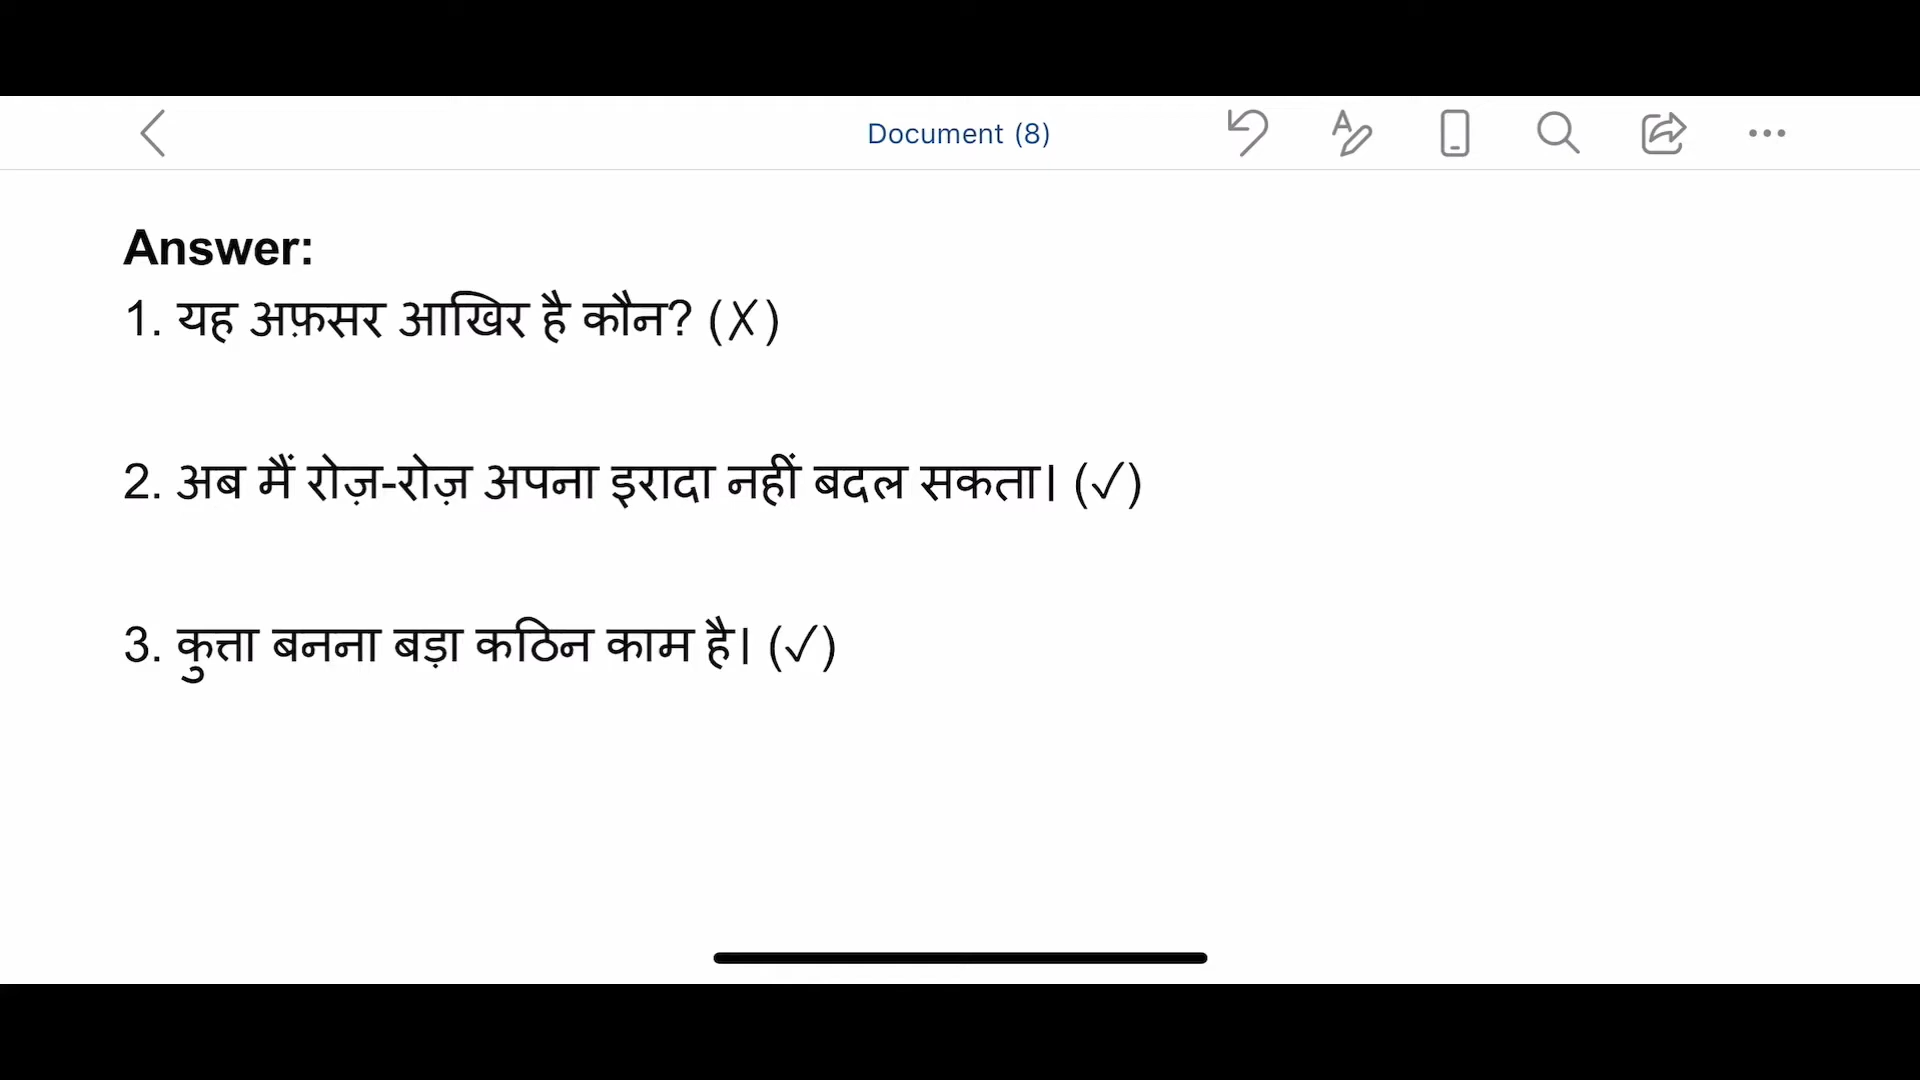 Document (8)
Answer:
1. यह अफ़सर आखिर है कौन? (X)
2. अब मैं रोज़-रोज़ अपना इरादा नहीं बदल सकता। (✓)
3. कुत्ता बनना बड़ा कठिन काम है। (✓)